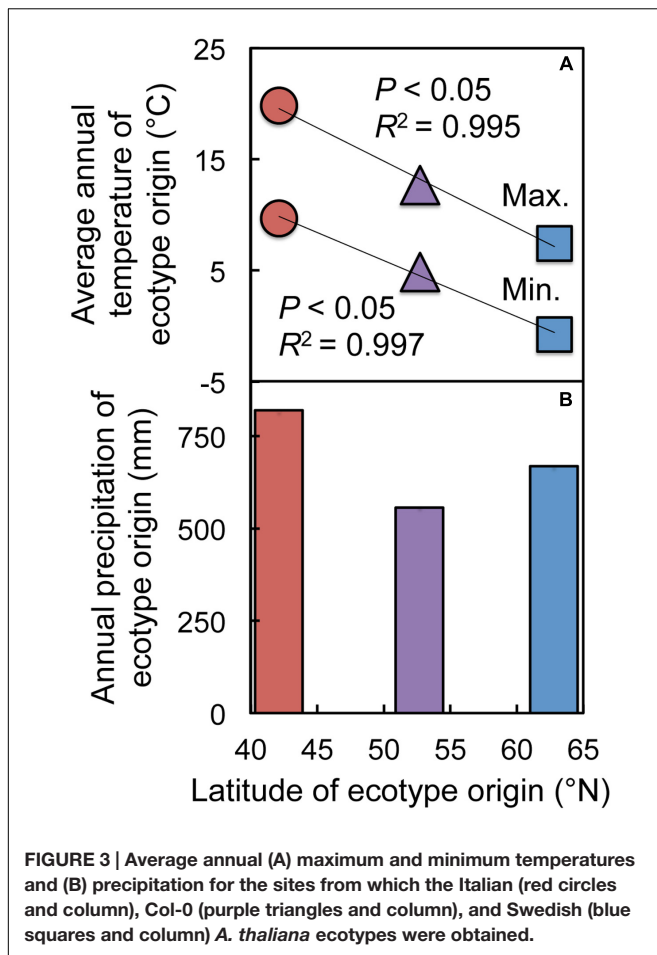 25
A
Average annual
temperature of
ecotype origin (°C)
P < 0.05
R² = 0.995
15
Max.
5
Min.
P < 0.05
R² = 0.997
-5
B
Annual precipitation of
ecotype origin (mm)
750
500
250
0
40 45 50 55 60 65
Latitude of ecotype origin (°N)
FIGURE 3 | Average annual (A) maximum and minimum temperatures
and (B) precipitation for the sites from which the Italian (red circles
and column), Col-0 (purple triangles and column), and Swedish (blue
squares and column) A. thaliana ecotypes were obtained.